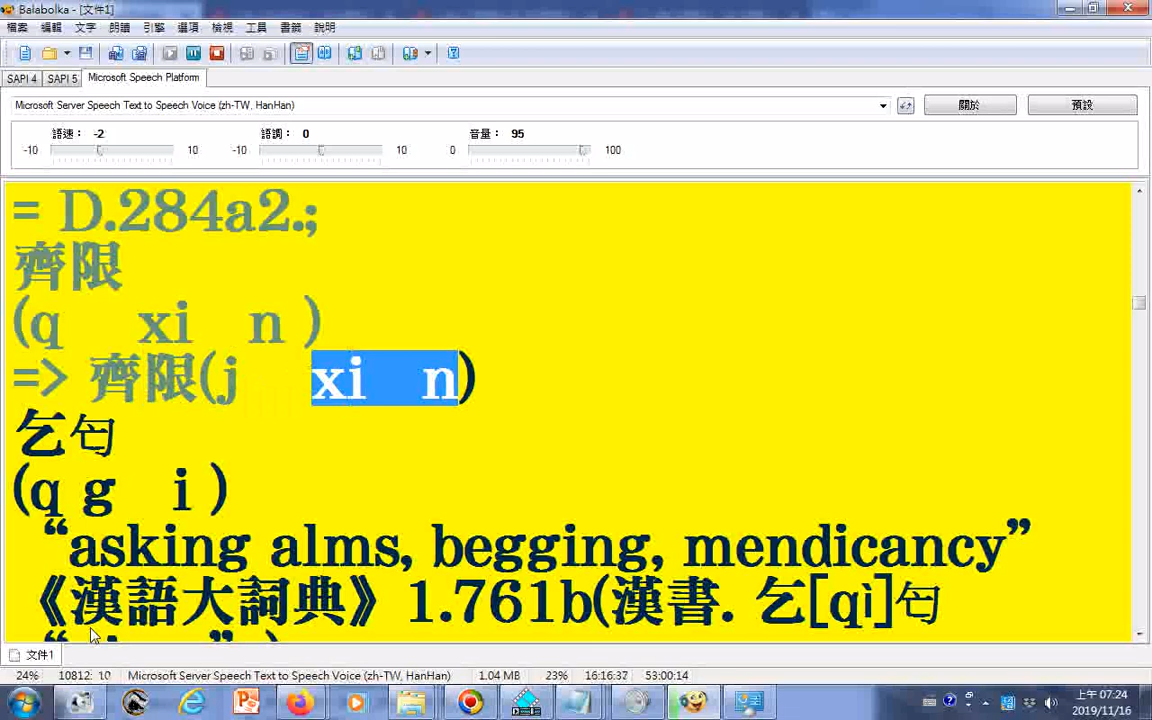 Balabolka - [文件1]
檔案 編輯 文字 朗讀 引擎 選項 檢視 工具 書籤 說明
SAPI 4 SAPI 5 Microsoft Speech Platform
Microsoft Server Speech Text to Speech Voice (zh-TW, HanHan) 關於 預設
語速： -2 語調： 0 音量： 95
-10 10 -10 10 0 100
= D.284a2.;
齊限
(q xi n )
=> 齊限(j xi n)
乞匄
(q g i )
“asking alms, begging, mendicancy”
《漢語大詞典》 1.761b(漢書. 乞[qì]匄
文件1
24% 10812: 10 Microsoft Server Speech Text to Speech Voice (zh-TW, HanHan) 1.04 MB 23% 16:16:37 53:00:14
上午 07:24
2019/11/16